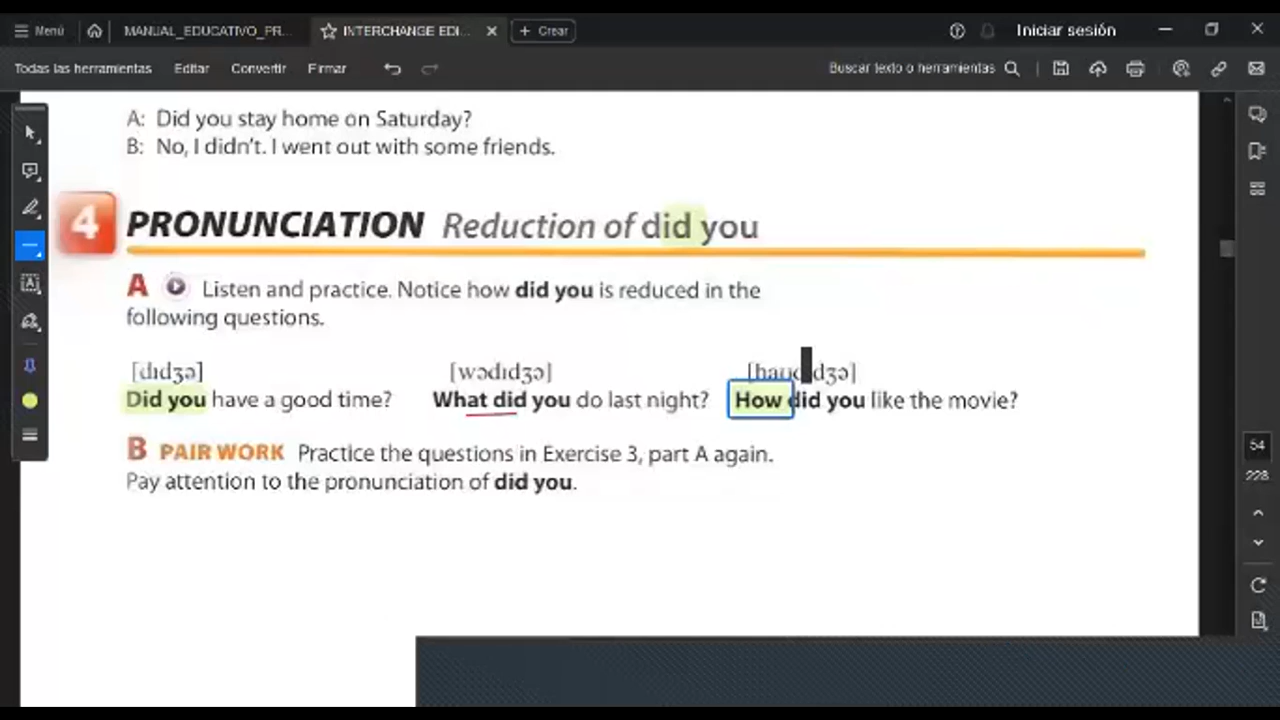 Menú MANUAL_EDUCATIVO_PR... INTERCHANGE EDI... Crear Iniciar sesión
Todas las herramientas Editar Convertir Firmar Buscar texto o herramientas
A: Did you stay home on Saturday?
B: No, I didn't. I went out with some friends.
4 PRONUNCIATION Reduction of did you
A Listen and practice. Notice how did you is reduced in the
following questions.
[dɪdʒə] [wədɪdʒə]
Did you have a good time? What did you do last night? How did you like the movie?
B PAIR WORK Practice the questions in Exercise 3, part A again.
Pay attention to the pronunciation of did you.
54
228